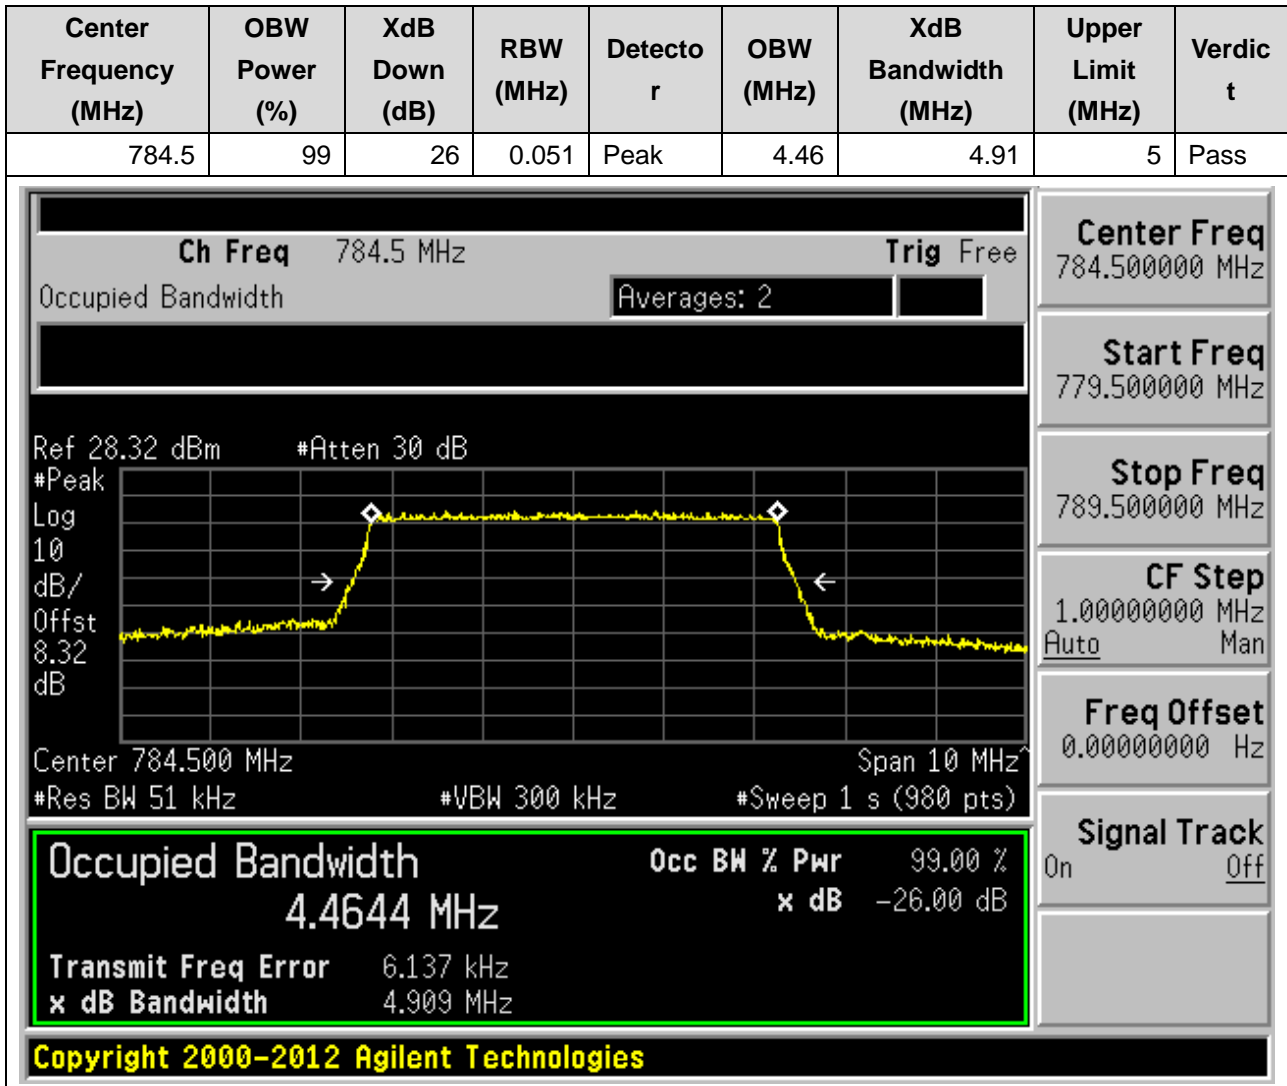 Center Frequency (MHz) OBW Power (%) XdB Down (dB) RBW (MHz) Detecto r OBW (MHz) XdB Bandwidth (MHz) Upper Limit (MHz) Verdic t
784.5 99 26 0.051 Peak 4.46 4.91 5 Pass
Ch Freq 784.5 MHz Trig Free
Occupied Bandwidth Averages: 2
Ref 28.32 dBm #Atten 30 dB
#Peak
Log
10
dB/
Offst
8.32
dB
Center 784.500 MHz Span 10 MHz^
#Res BW 51 kHz #VBW 300 kHz #Sweep 1 s (980 pts)
Occupied Bandwidth Occ BW % Pwr 99.00 %
4.4644 MHz x dB -26.00 dB
Transmit Freq Error 6.137 kHz
x dB Bandwidth 4.909 MHz
Copyright 2000-2012 Agilent Technologies
Center Freq
784.500000 MHz
Start Freq
779.500000 MHz
Stop Freq
789.500000 MHz
CF Step
1.00000000 MHz
Auto Man
Freq Offset
0.00000000 Hz
Signal Track
On Off